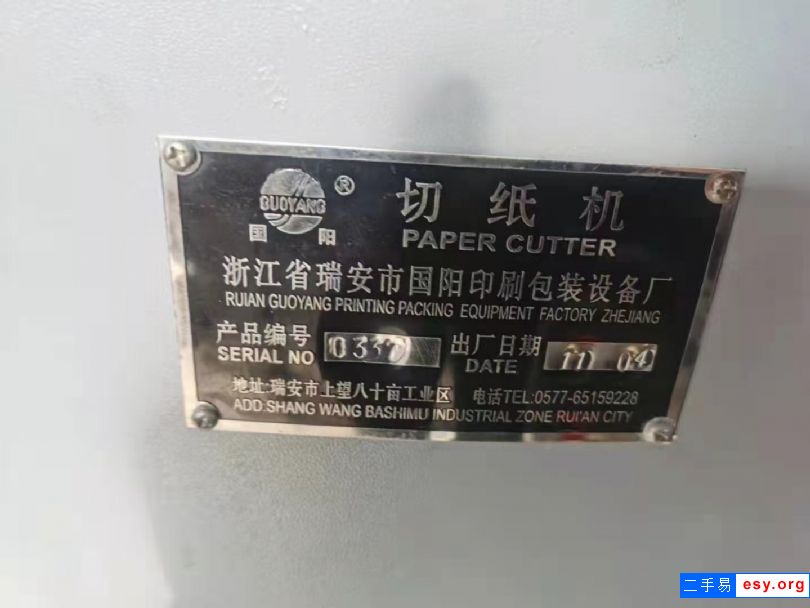 GUOYANG ®
国 阳
切 纸 机
PAPER CUTTER
浙江省瑞安市国阳印刷包装设备厂
RUIAN GUOYANG PRINTING PACKING EQUIPMENT FACTORY ZHEJIANG
产品编号
SERIAL NO
出厂日期
DATE
地址:瑞安市上望八十亩工业区 电话TEL:0577-65159228
ADD:SHANG WANG BASHIMU INDUSTRIAL ZONE RUI'AN CITY
二手易 esy.org